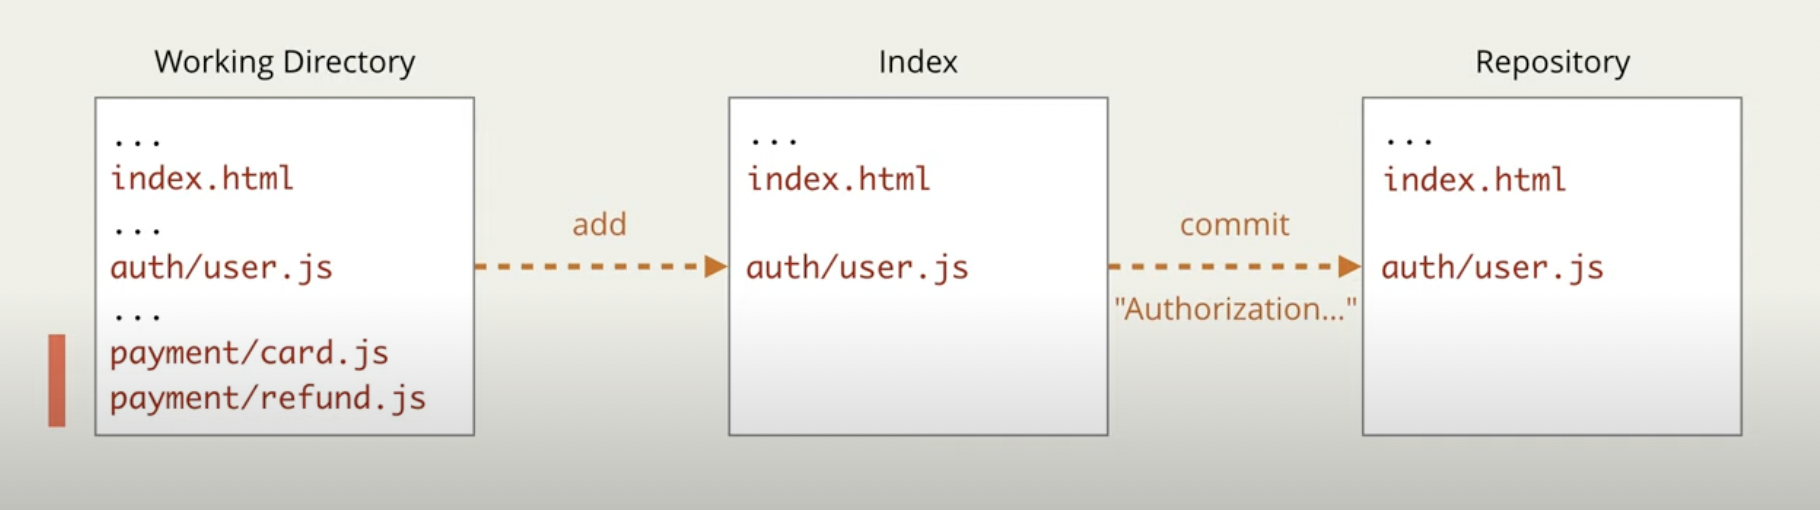 Working Directory
...
index.html
...
auth/user.js
...
payment/card.js
payment/refund.js
add
Index
...
index.html
auth/user.js
commit
"Authorization..."
Repository
...
index.html
auth/user.js